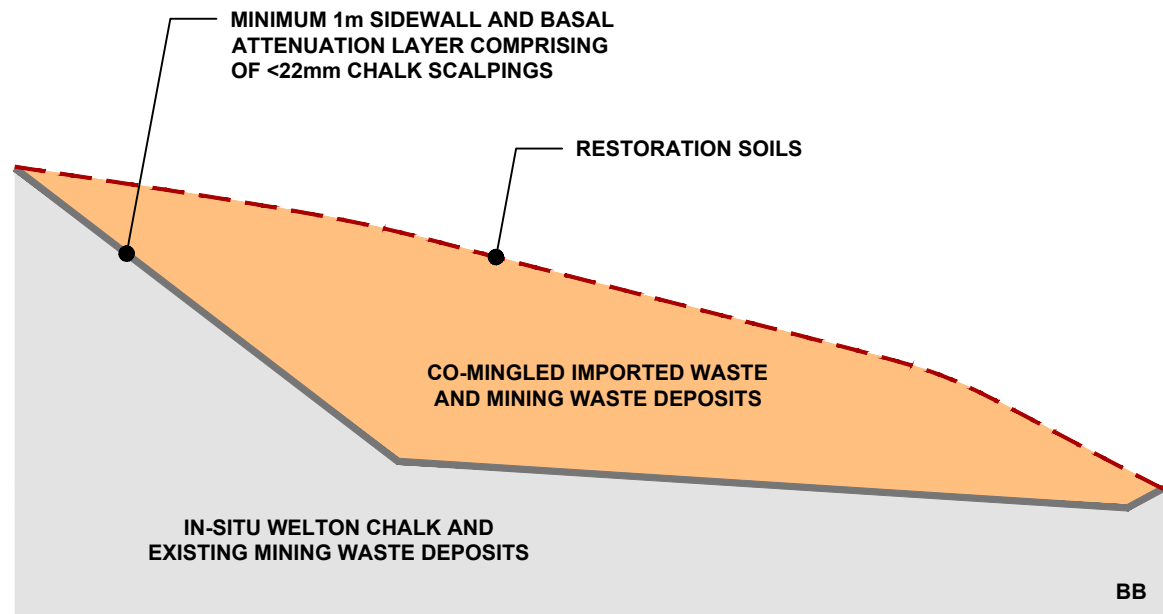 MINIMUM 1m SIDEWALL AND BASAL
ATTENUATION LAYER COMPRISING
OF <22mm CHALK SCALPINGS
RESTORATION SOILS
CO-MINGLED IMPORTED WASTE
AND MINING WASTE DEPOSITS
IN-SITU WELTON CHALK AND
EXISTING MINING WASTE DEPOSITS
BB